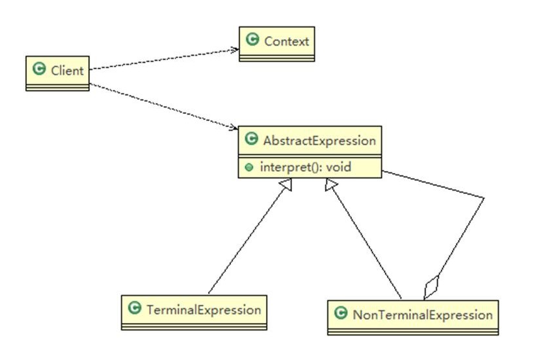 C Context
C Client
C AbstractExpression
interpret(): void
C TerminalExpression
C NonTerminalExpression